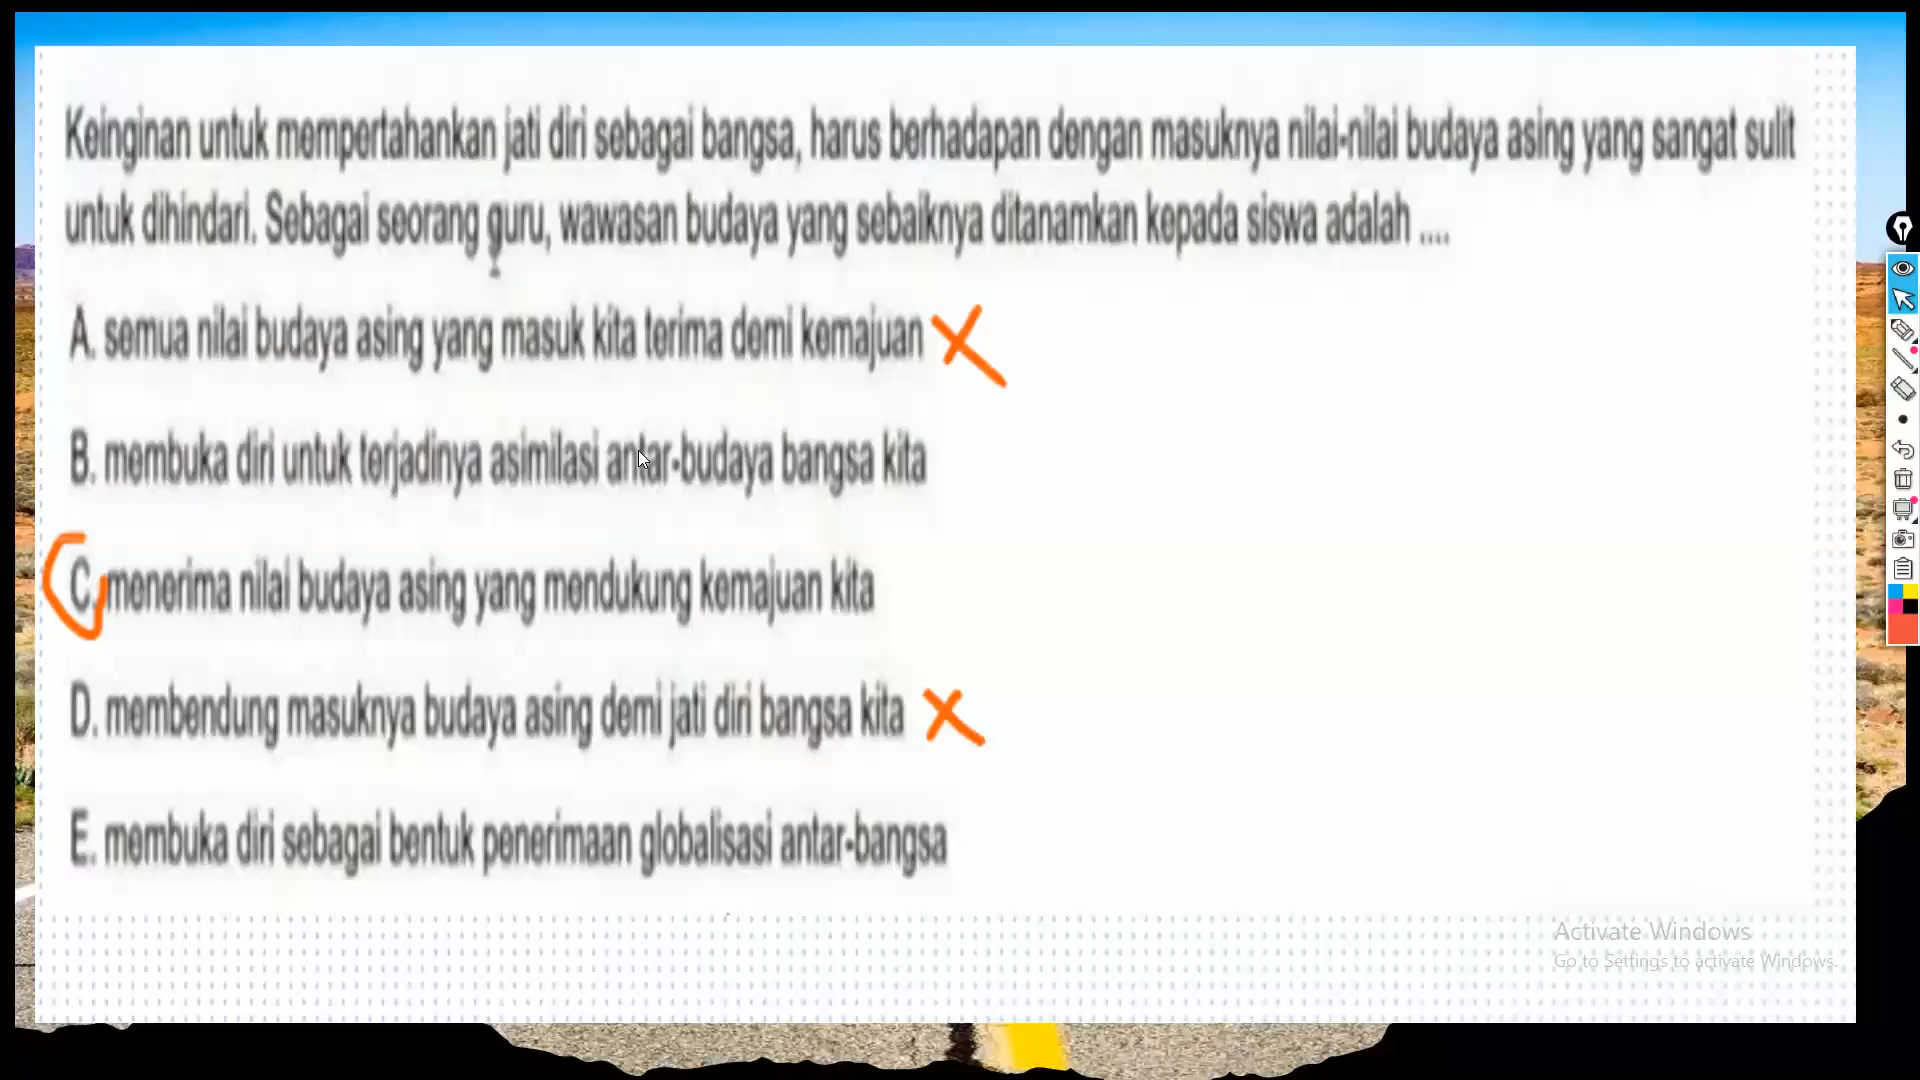 Keinginan untuk mempertahankan jati diri sebagai bangsa, harus berhadapan dengan masuknya nilai-nilai budaya asing yang sangat sulit
untuk dihindari. Sebagai seorang guru, wawasan budaya yang sebaiknya ditanamkan kepada siswa adalah ....
A. semua nilai budaya asing yang masuk kita terima demi kemajuan
B. membuka diri untuk terjadinya asimilasi antar-budaya bangsa kita
C. menerima nilai budaya asing yang mendukung kemajuan kita
D. membendung masuknya budaya asing demi jati diri bangsa kita
E. membuka diri sebagai bentuk penerimaan globalisasi antar-bangsa
Activate Windows
Go to Settings to activate Windows.